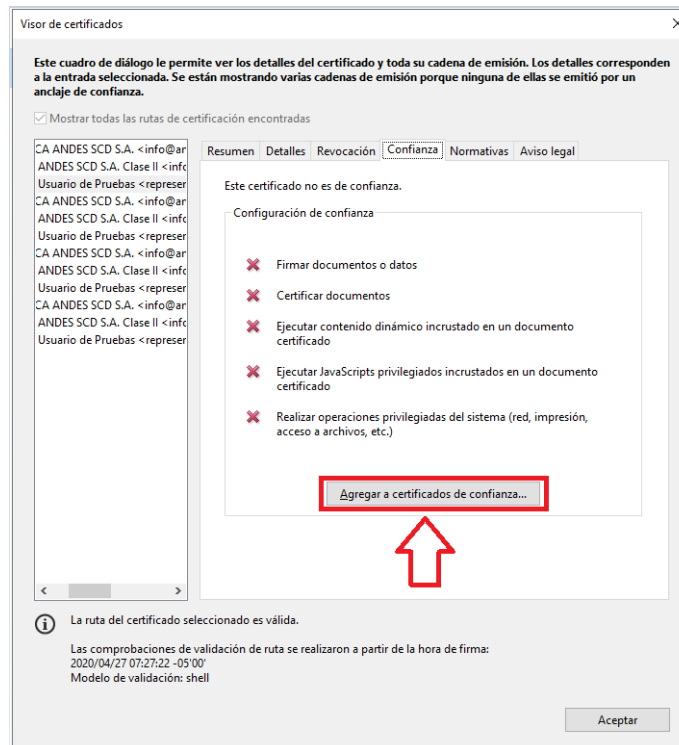 Visor de certificados
Este cuadro de diálogo le permite ver los detalles del certificado y toda su cadena de emisión. Los detalles corresponden
a la entrada seleccionada. Se están mostrando varias cadenas de emisión porque ninguna de ellas se emitió por un
anclaje de confianza.
Mostrar todas las rutas de certificación encontradas
CA ANDES SCD S.A. <info@an
ANDES SCD S.A. Clase II <info
Usuario de Pruebas <represer
CA ANDES SCD S.A. <info@an
ANDES SCD S.A. Clase II <info
Usuario de Pruebas <represer
CA ANDES SCD S.A. <info@an
ANDES SCD S.A. Clase II <info
Usuario de Pruebas <represer
CA ANDES SCD S.A. <info@an
ANDES SCD S.A. Clase II <info
Usuario de Pruebas <represer
Resumen Detalles Revocación Confianza Normativas Aviso legal
Este certificado no es de confianza.
Configuración de confianza
Firmar documentos o datos
Certificar documentos
Ejecutar contenido dinámico incrustado en un documento
certificado
Ejecutar JavaScripts privilegiados incrustados en un documento
certificado
Realizar operaciones privilegiadas del sistema (red, impresión,
acceso a archivos, etc.)
Agregar a certificados de confianza...
La ruta del certificado seleccionado es válida.
Las comprobaciones de validación de ruta se realizaron a partir de la hora de firma:
2020/04/27 07:27:22 -05'00'
Modelo de validación: shell
Aceptar